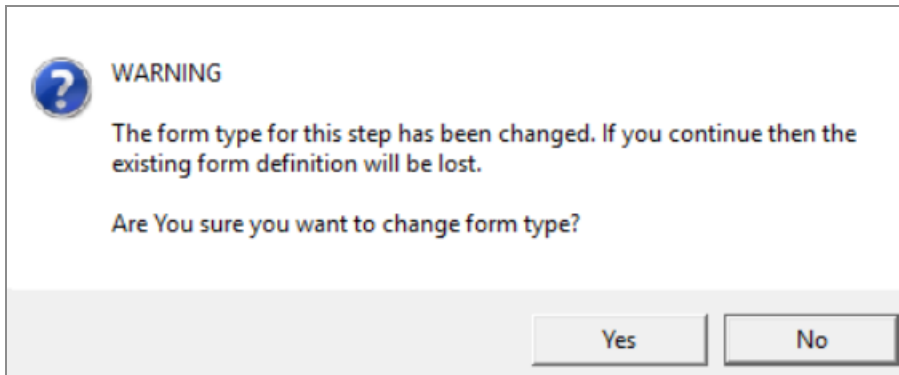 WARNING
The form type for this step has been changed. If you continue then the
existing form definition will be lost.
Are You sure you want to change form type?
Yes
No